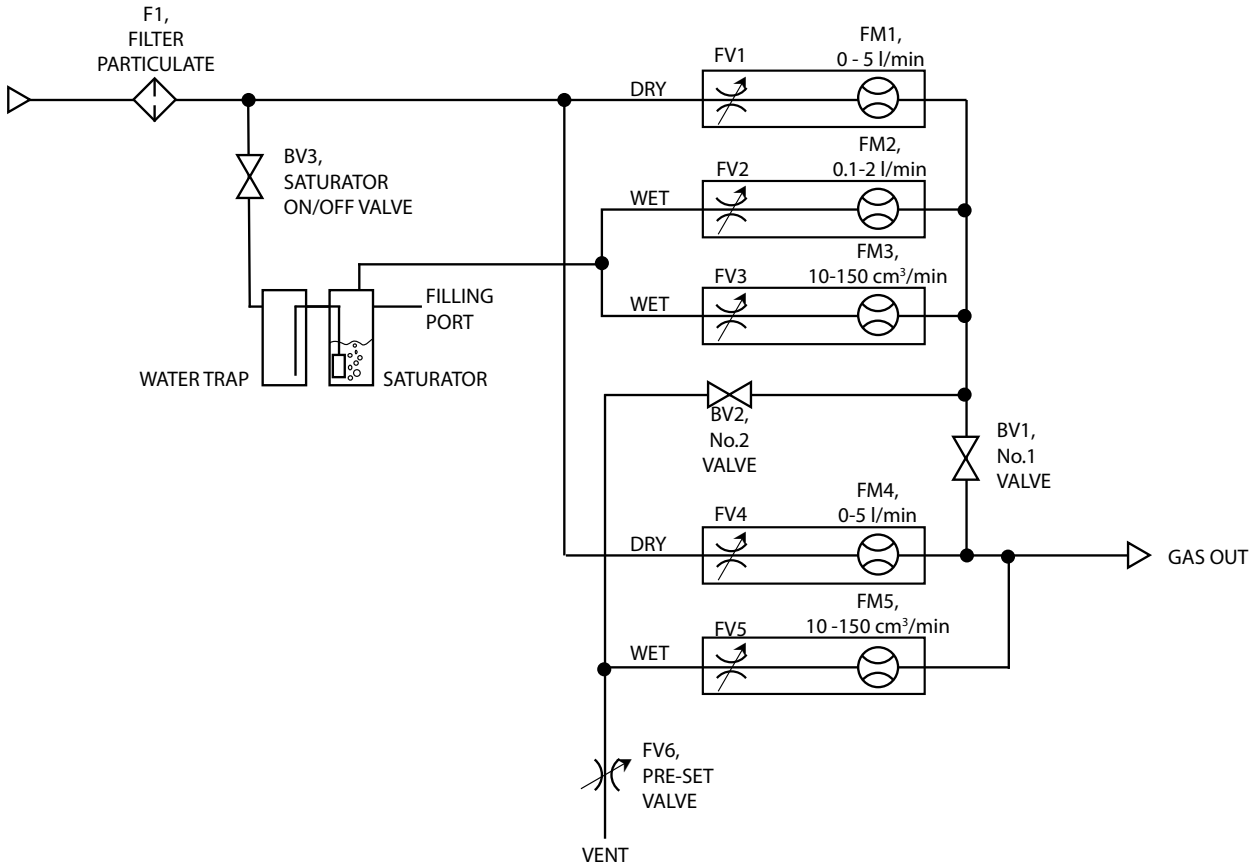 F1,
FILTER
PARTICULATE
FV1
FM1,
0 - 5 l/min
DRY
BV3,
SATURATOR
ON/OFF VALVE
FV2
FM2,
0.1-2 l/min
WET
FV3
FM3,
10-150 cm³/min
WET
FILLING
PORT
WATER TRAP
SATURATOR
BV2,
No.2
VALVE
BV1,
No.1
VALVE
FV4
FM4,
0-5 l/min
DRY
GAS OUT
FV5
FM5,
10 -150 cm³/min
WET
FV6,
PRE-SET
VALVE
VENT